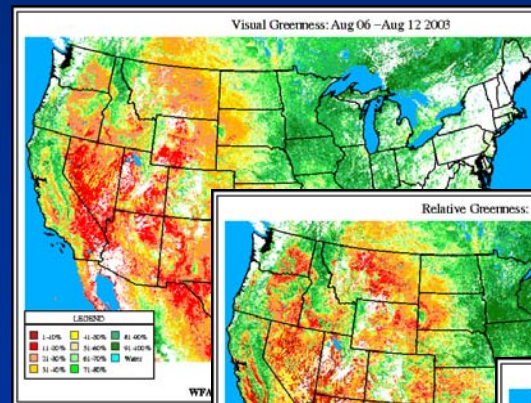 Visual Greenness: Aug 06 –Aug 12 2003
Relative Greenness:
LEGEND
1-10% 41-50% 81-90%
11-20% 51-60% 91-100%
21-30% 61-70% Water
31-40% 71-80%
WFA